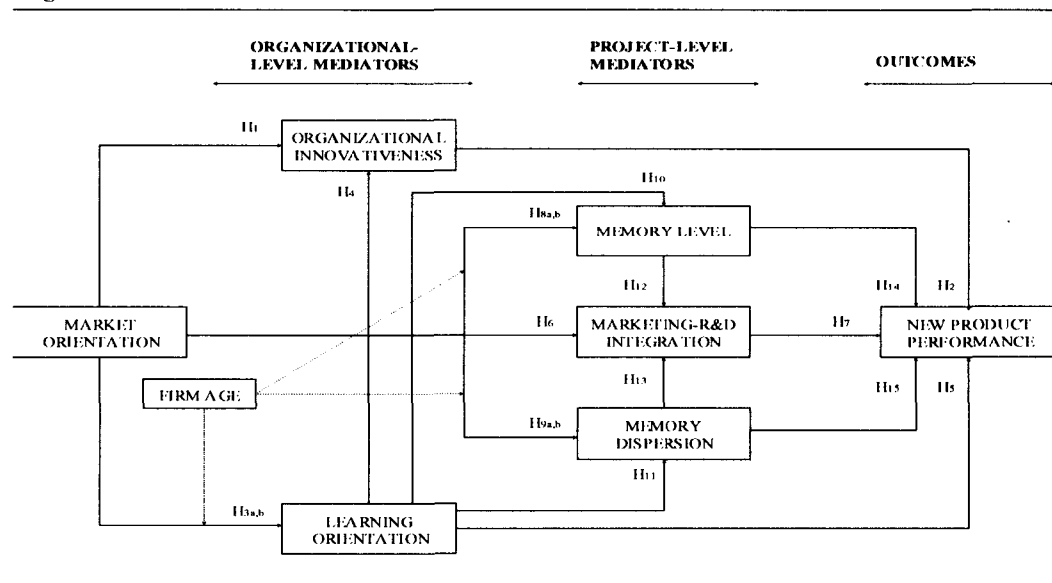 ORGANIZATIONAL-
LEVEL MEDIATORS
PROJECT-LEVEL
MEDIATORS
OUTCOMES
H1
ORGANIZATIONAL
INNOVATIVENESS
H4
H10
H8a,b
MEMORY LEVEL
H12
H14
H2
MARKET
ORIENTATION
H6
MARKETING-R&D
INTEGRATION
H7
NEW PRODUCT
PERFORMANCE
FIRM AGE
H13
H15
H5
H9a,b
MEMORY
DISPERSION
H11
H3a,b
LEARNING
ORIENTATION